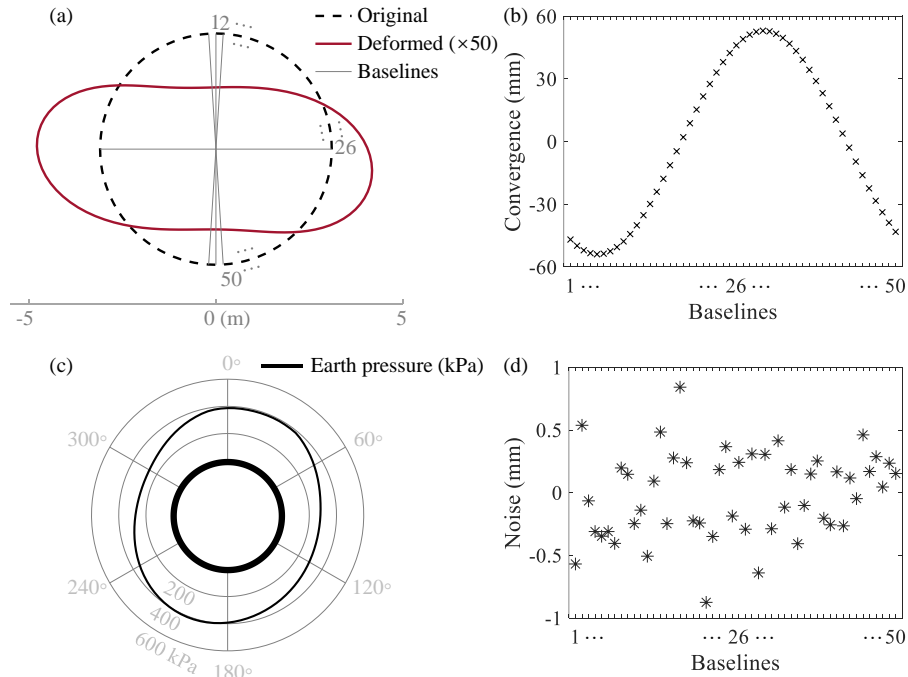 (a)
12
...
Original
Deformed (×50)
Baselines
...
...
26
50
...
...
-5
0 (m)
5
(b)
60
30
0
-30
-60
Convergence (mm)
1 ...
... 26 ...
... 50
Baselines
(c)
Earth pressure (kPa)
0°
60°
120°
180°
240°
300°
200
400
600 kPa
(d)
1
0.5
0
-0.5
-1
Noise (mm)
1 ...
... 26 ...
... 50
Baselines